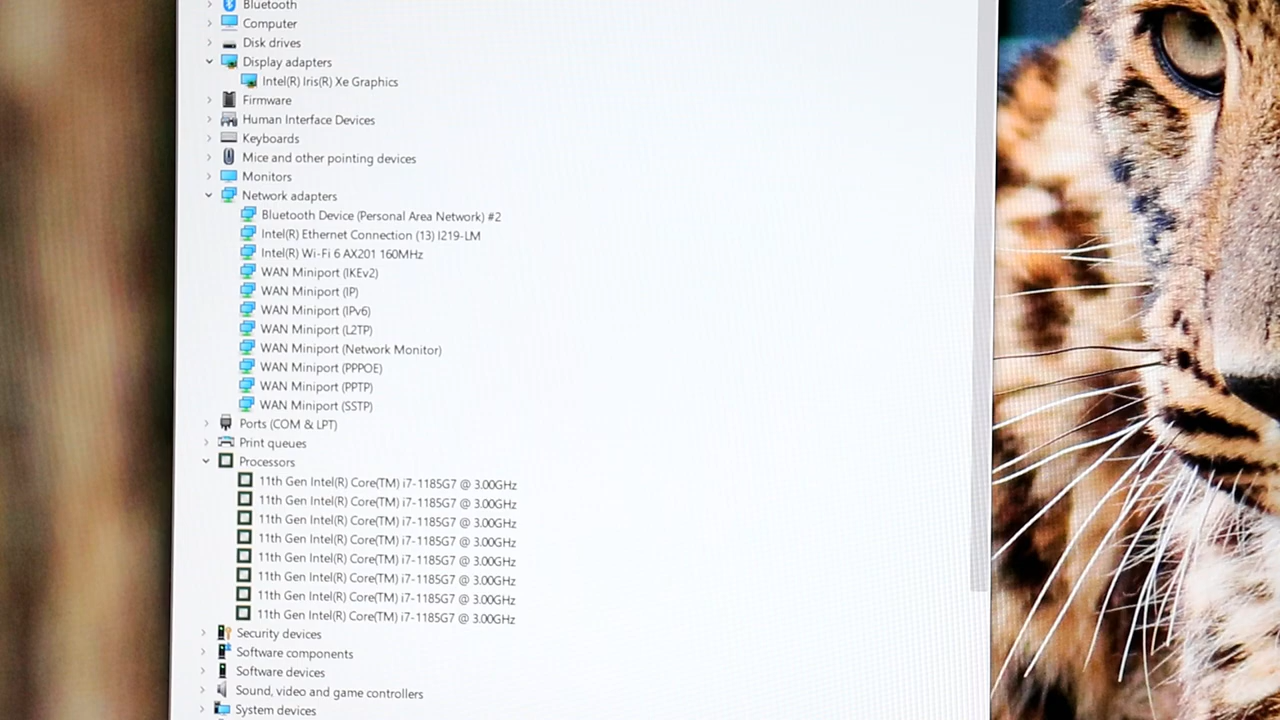 Bluetooth
Computer
Disk drives
Display adapters
Intel(R) Iris(R) Xe Graphics
Firmware
Human Interface Devices
Keyboards
Mice and other pointing devices
Monitors
Network adapters
Bluetooth Device (Personal Area Network) #2
Intel(R) Ethernet Connection (13) I219-LM
Intel(R) Wi-Fi 6 AX201 160MHz
WAN Miniport (IKEv2)
WAN Miniport (IP)
WAN Miniport (IPv6)
WAN Miniport (L2TP)
WAN Miniport (Network Monitor)
WAN Miniport (PPPOE)
WAN Miniport (PPTP)
WAN Miniport (SSTP)
Ports (COM & LPT)
Print queues
Processors
11th Gen Intel(R) Core(TM) i7-1185G7 @ 3.00GHz
11th Gen Intel(R) Core(TM) i7-1185G7 @ 3.00GHz
11th Gen Intel(R) Core(TM) i7-1185G7 @ 3.00GHz
11th Gen Intel(R) Core(TM) i7-1185G7 @ 3.00GHz
11th Gen Intel(R) Core(TM) i7-1185G7 @ 3.00GHz
11th Gen Intel(R) Core(TM) i7-1185G7 @ 3.00GHz
11th Gen Intel(R) Core(TM) i7-1185G7 @ 3.00GHz
11th Gen Intel(R) Core(TM) i7-1185G7 @ 3.00GHz
Security devices
Software components
Software devices
Sound, video and game controllers
System devices